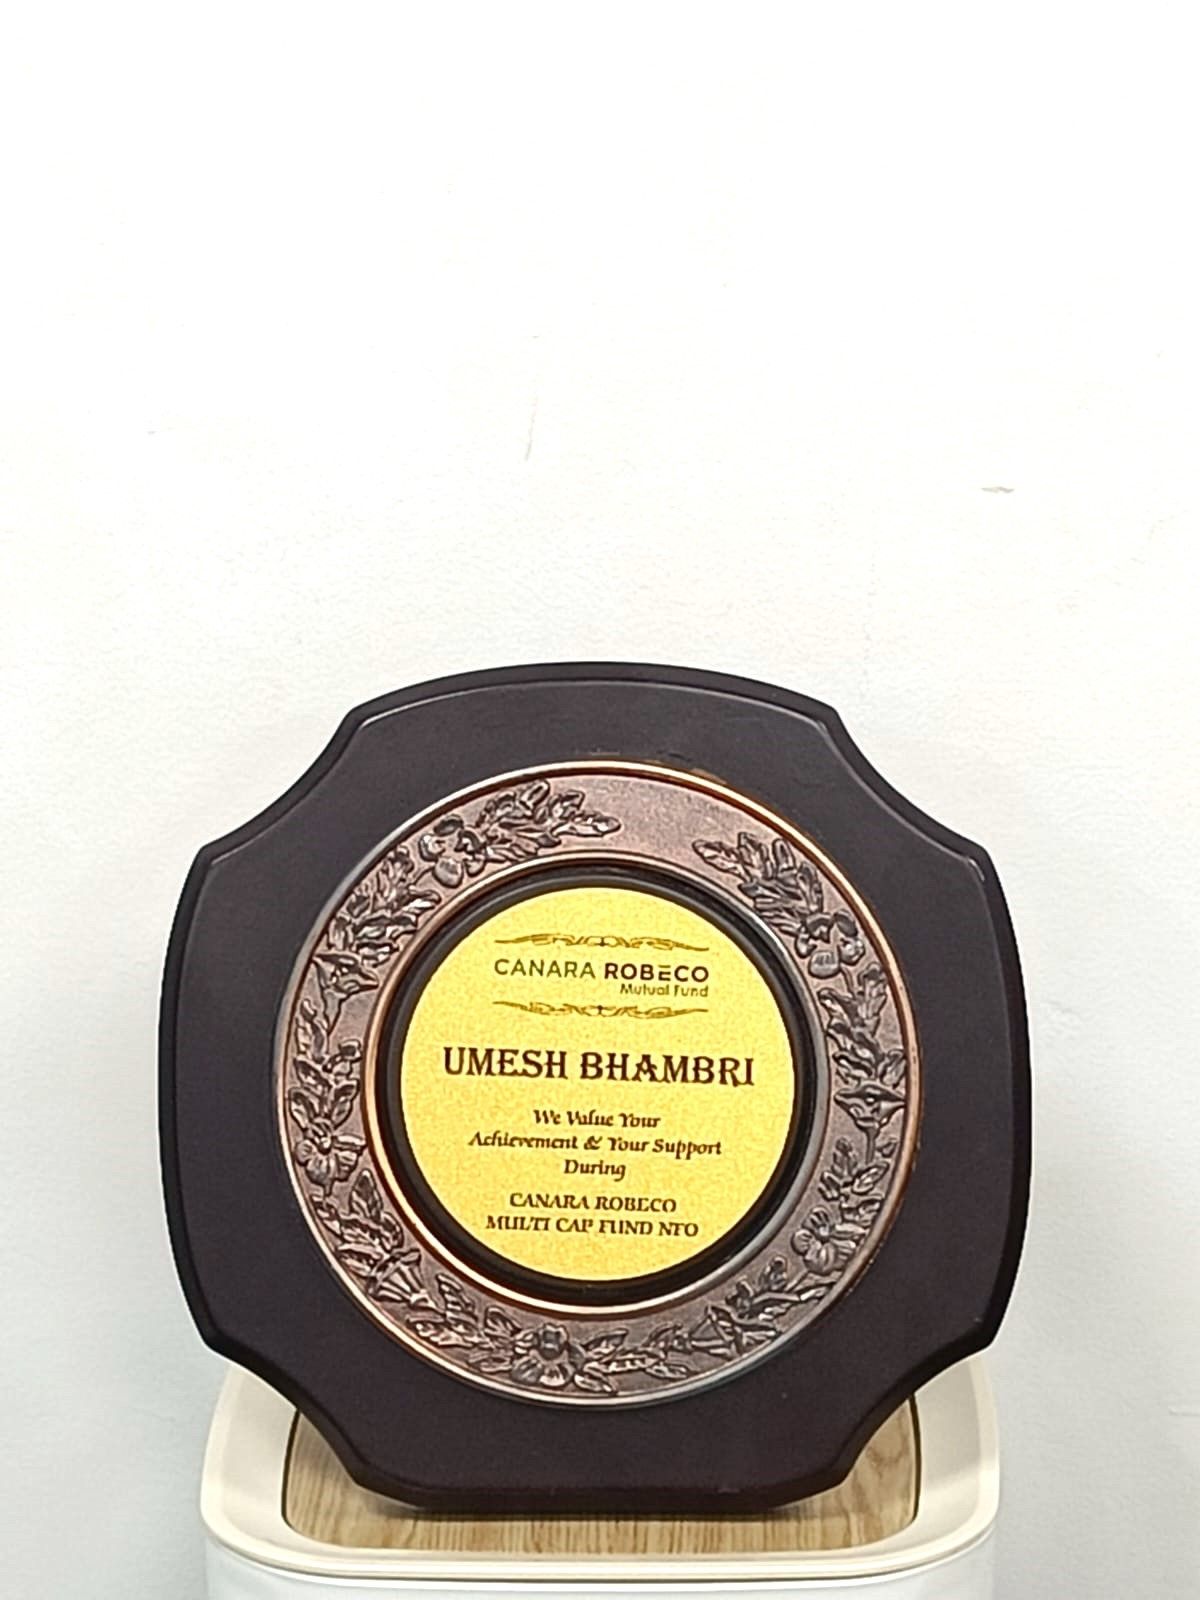 CANARA ROBECO
Mutual Fund
UMESH BHAMBRI
We Value Your
Achievement & Your Support
During
CANARA ROBECO
MULTI CAP FUND NFO